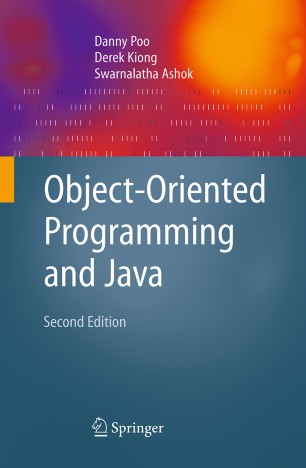 Danny Poo
Derek Kiong
Swarnalatha Ashok
Object-Oriented
Programming
and Java
Second Edition
Springer